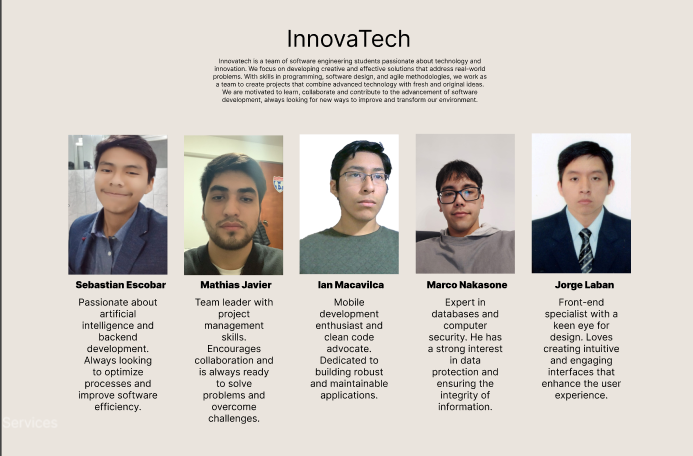 InnovaTech
Innovatech is a team of software engineering students passionate about technology and
innovation. We focus on developing creative and effective solutions that address real-world
problems. With skills in programming, software design, and agile methodologies, we work as
a team to create projects that combine advanced technology with fresh and original ideas.
We are motivated to learn, collaborate and contribute to the advancement of software
development, always looking for new ways to improve and transform our environment.
Sebastian Escobar
Passionate about
artificial
intelligence and
backend
development.
Always looking
to optimize
processes and
improve software
efficiency.
Mathias Javier
Team leader with
project
management
skills.
Encourages
collaboration and
is always ready
to solve
problems and
overcome
challenges.
Ian Macavilca
Mobile
development
enthusiast and
clean code
advocate.
Dedicated to
building robust
and maintainable
applications.
Marco Nakasone
Expert in
databases and
computer
security. He has
a strong interest
in data
protection and
ensuring the
integrity of
information.
Jorge Laban
Front-end
specialist with a
keen eye for
design. Loves
creating intuitive
and engaging
interfaces that
enhance the user
experience.
Services